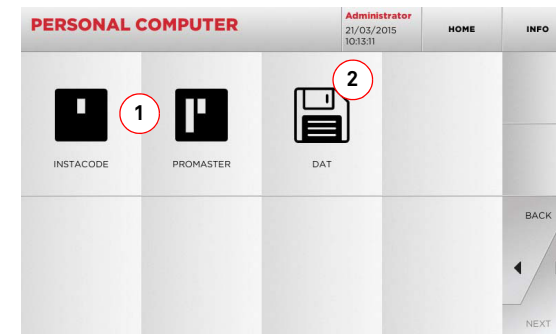 PERSONAL COMPUTER
Administrator
21/03/2015
10:13:11
HOME
INFO
1
2
INSTACODE
PROMASTER
DAT
BACK
NEXT